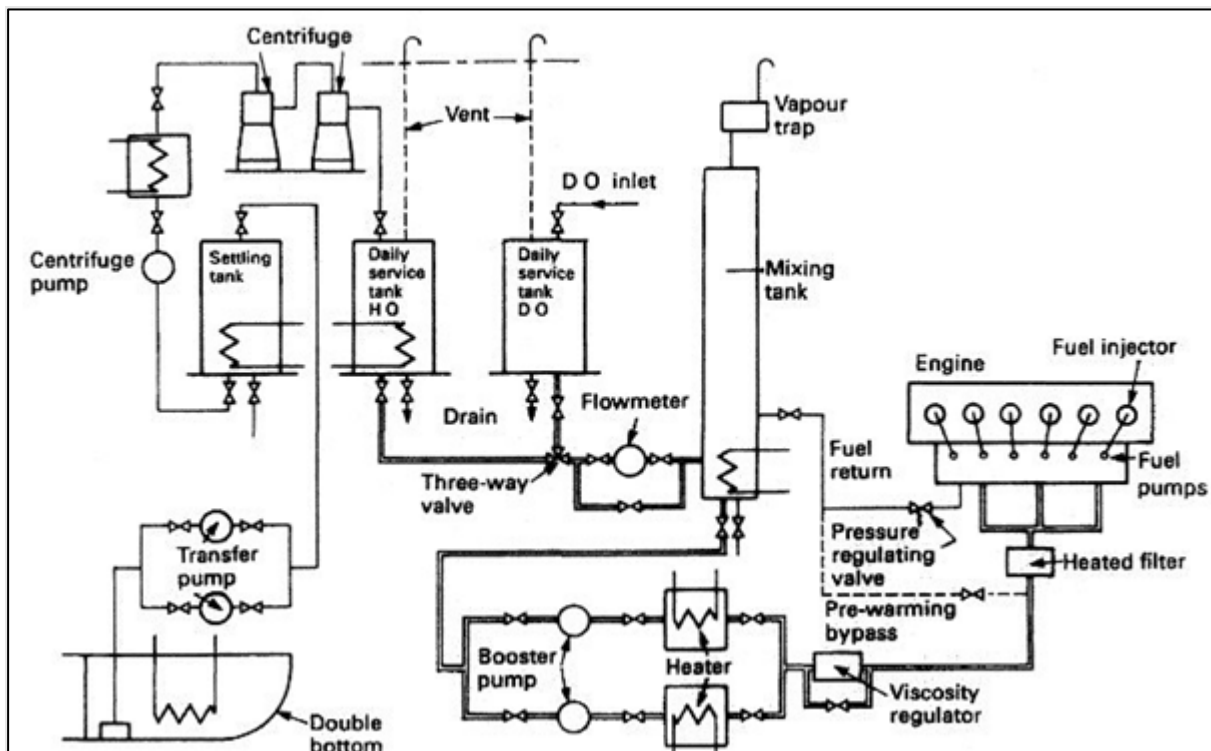 Centrifuge
Vapour
trap
Vent
D O inlet
Centrifuge
pump
Settling
tank
Daily
service
tank
H O
Daily
service
tank
D O
Mixing
tank
Engine
Fuel injector
Drain
Flowmeter
Three-way
valve
Fuel
return
Fuel
pumps
Transfer
pump
Pressure
regulating
valve
Heated filter
Pre-warming
bypass
Booster
pump
Heater
Viscosity
regulator
Double
bottom